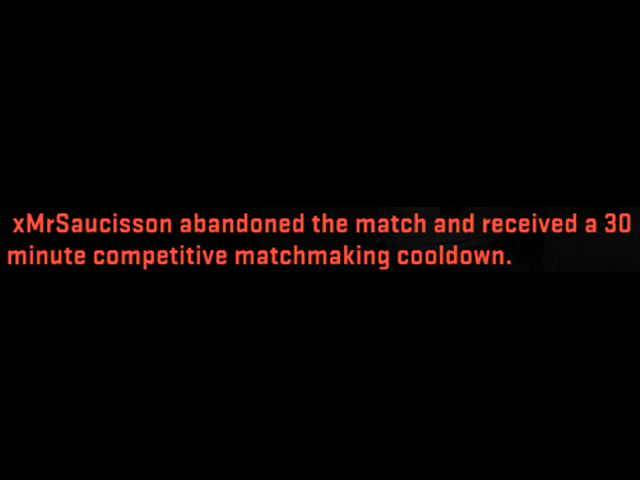 xMrSaucisson abandoned the match and received a 30
minute competitive matchmaking cooldown.